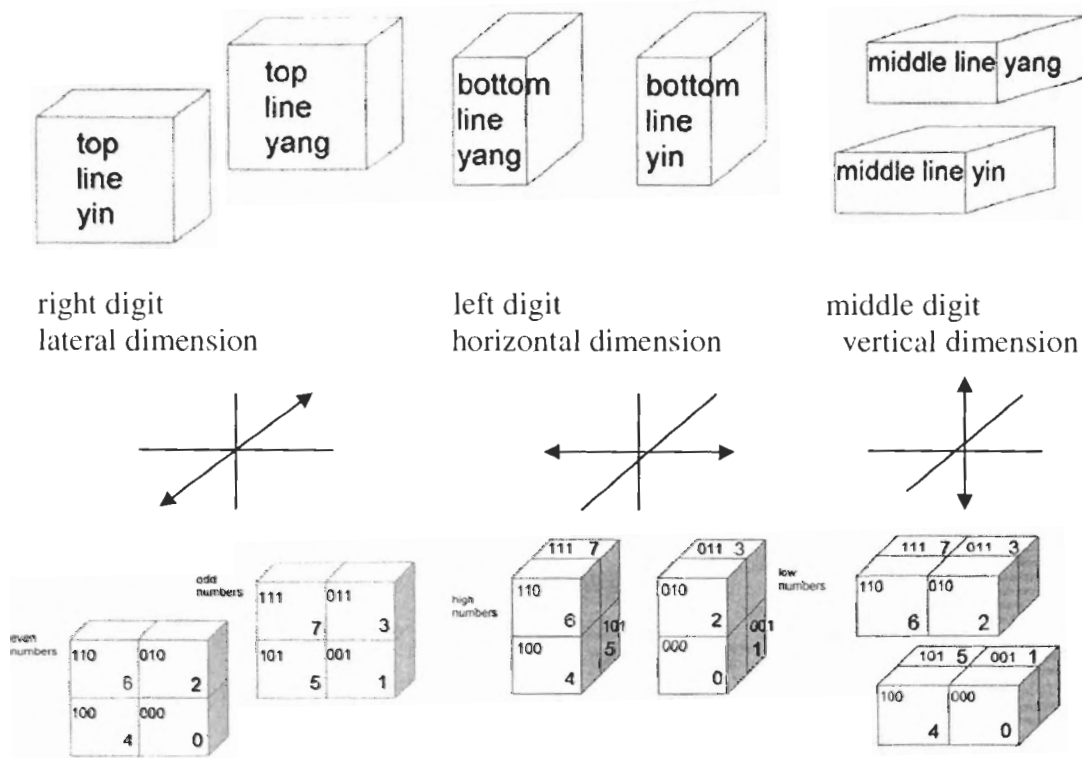 top
line
yin
top
line
yang
bottom
line
yang
bottom
line
yin
middle line yang
middle line yin
right digit
lateral dimension
left digit
horizontal dimension
middle digit
vertical dimension
even
numbers
110 010
6 2
100 000
4 0
odd
numbers
111 011
7 3
101 001
5 1
high
numbers
111 7
110
6
101
5
100
4
011 3
010
2
001
1
000
0
low
numbers
111 7 011 3
110 010
6 2
101 5 001 1
100 000
4 0